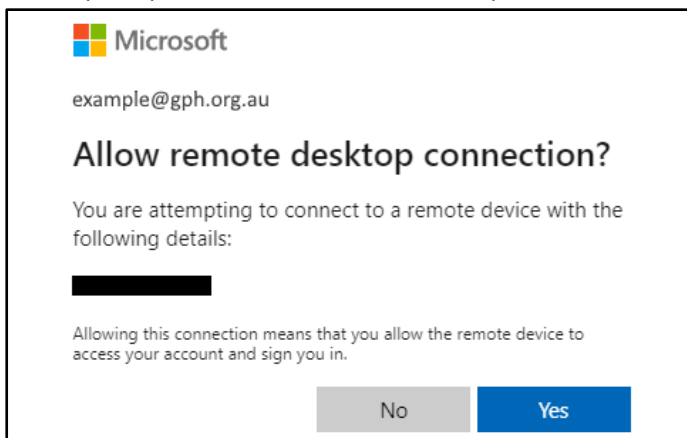 Microsoft
example@gph.org.au
Allow remote desktop connection?
You are attempting to connect to a remote device with the
following details:
Allowing this connection means that you allow the remote device to
access your account and sign you in.
No
Yes